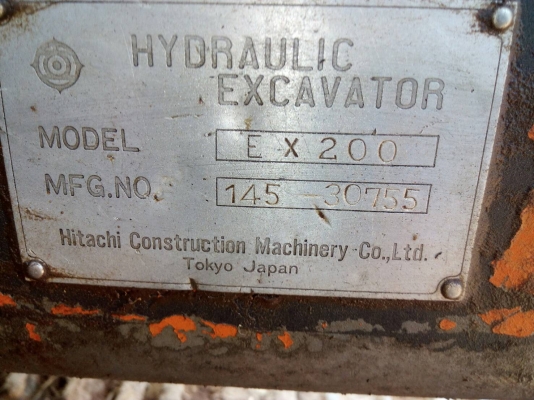 HYDRAULIC
EXCAVATOR
MODEL EX200
MFG.NO. 145-30755
Hitachi Construction Machinery Co.,Ltd.
Tokyo Japan